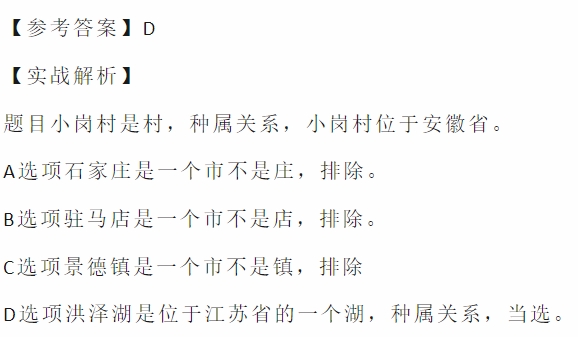 【参考答案】D
【实战解析】
题目小岗村是村，种属关系，小岗村位于安徽省。
A选项石家庄是一个市不是庄，排除。
B选项驻马店是一个市不是店，排除。
C选项景德镇是一个市不是镇，排除
D选项洪泽湖是位于江苏省的一个湖，种属关系，当选。